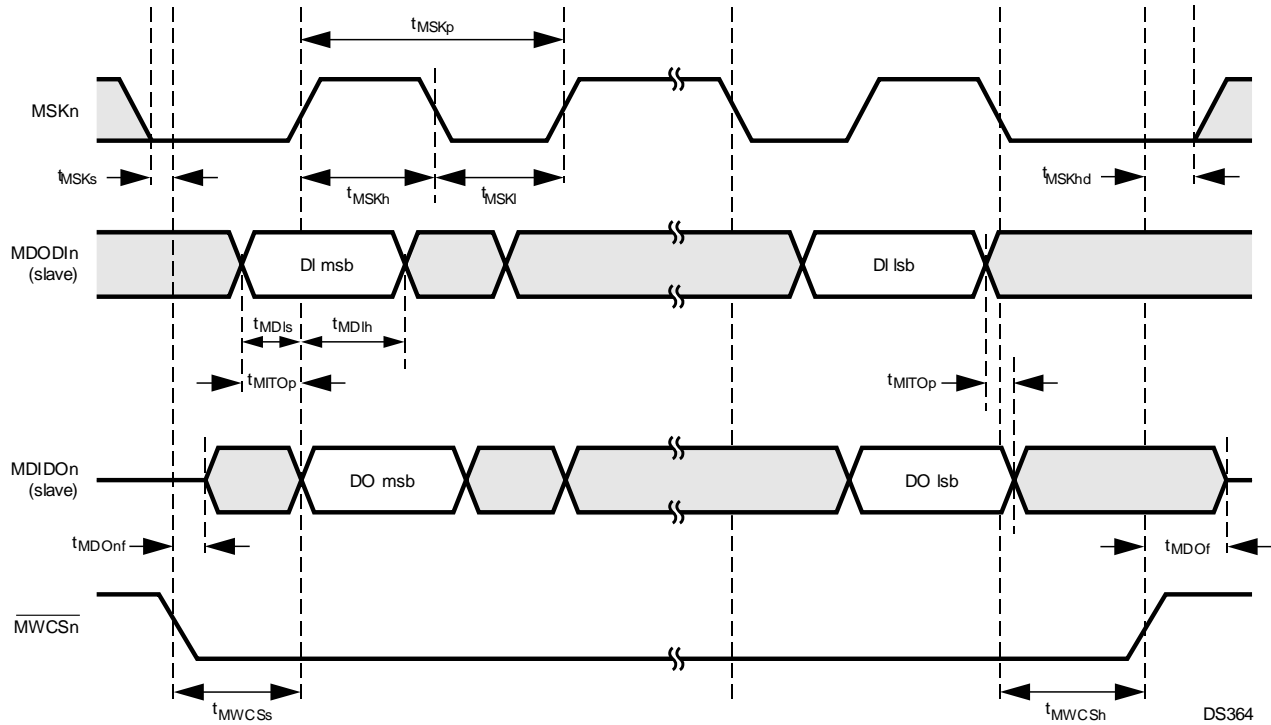 tMSKp
MSKn
tMSKs
tMSKh
tMSKl
tMSKhd
MDODIn
(slave)
DI msb
DI lsb
tMDIs
tMDIh
tMITOp
tMITOp
MDIDOn
(slave)
DO msb
DO lsb
tMDOnf
tMDOf
MWCSn
tMWCSs
tMWCSh
DS364